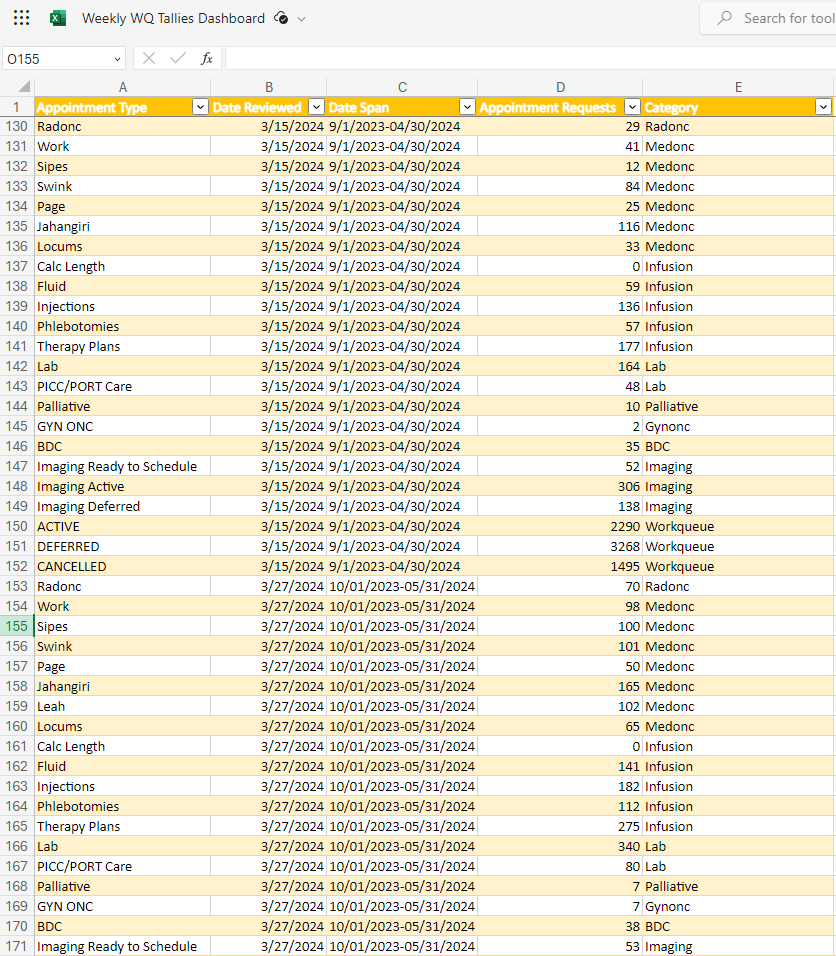 Weekly WQ Tallies Dashboard
Search for tool
O155
fx
A B C D E
1 Appointment Type Date Reviewed Date Span Appointment Requests Category
130 Radonc 3/15/2024 9/1/2023-04/30/2024 29 Radonc
131 Work 3/15/2024 9/1/2023-04/30/2024 41 Medonc
132 Sipes 3/15/2024 9/1/2023-04/30/2024 12 Medonc
133 Swink 3/15/2024 9/1/2023-04/30/2024 84 Medonc
134 Page 3/15/2024 9/1/2023-04/30/2024 25 Medonc
135 Jahangiri 3/15/2024 9/1/2023-04/30/2024 116 Medonc
136 Locums 3/15/2024 9/1/2023-04/30/2024 33 Medonc
137 Calc Length 3/15/2024 9/1/2023-04/30/2024 0 Infusion
138 Fluid 3/15/2024 9/1/2023-04/30/2024 59 Infusion
139 Injections 3/15/2024 9/1/2023-04/30/2024 136 Infusion
140 Phlebotomies 3/15/2024 9/1/2023-04/30/2024 57 Infusion
141 Therapy Plans 3/15/2024 9/1/2023-04/30/2024 177 Infusion
142 Lab 3/15/2024 9/1/2023-04/30/2024 164 Lab
143 PICC/PORT Care 3/15/2024 9/1/2023-04/30/2024 48 Lab
144 Palliative 3/15/2024 9/1/2023-04/30/2024 10 Palliative
145 GYN ONC 3/15/2024 9/1/2023-04/30/2024 2 Gynonc
146 BDC 3/15/2024 9/1/2023-04/30/2024 35 BDC
147 Imaging Ready to Schedule 3/15/2024 9/1/2023-04/30/2024 52 Imaging
148 Imaging Active 3/15/2024 9/1/2023-04/30/2024 306 Imaging
149 Imaging Deferred 3/15/2024 9/1/2023-04/30/2024 138 Imaging
150 ACTIVE 3/15/2024 9/1/2023-04/30/2024 2290 Workqueue
151 DEFERRED 3/15/2024 9/1/2023-04/30/2024 3268 Workqueue
152 CANCELLED 3/15/2024 9/1/2023-04/30/2024 1495 Workqueue
153 Radonc 3/27/2024 10/01/2023-05/31/2024 70 Radonc
154 Work 3/27/2024 10/01/2023-05/31/2024 98 Medonc
155 Sipes 3/27/2024 10/01/2023-05/31/2024 100 Medonc
156 Swink 3/27/2024 10/01/2023-05/31/2024 101 Medonc
157 Page 3/27/2024 10/01/2023-05/31/2024 50 Medonc
158 Jahangiri 3/27/2024 10/01/2023-05/31/2024 165 Medonc
159 Leah 3/27/2024 10/01/2023-05/31/2024 102 Medonc
160 Locums 3/27/2024 10/01/2023-05/31/2024 65 Medonc
161 Calc Length 3/27/2024 10/01/2023-05/31/2024 0 Infusion
162 Fluid 3/27/2024 10/01/2023-05/31/2024 141 Infusion
163 Injections 3/27/2024 10/01/2023-05/31/2024 182 Infusion
164 Phlebotomies 3/27/2024 10/01/2023-05/31/2024 112 Infusion
165 Therapy Plans 3/27/2024 10/01/2023-05/31/2024 275 Infusion
166 Lab 3/27/2024 10/01/2023-05/31/2024 340 Lab
167 PICC/PORT Care 3/27/2024 10/01/2023-05/31/2024 80 Lab
168 Palliative 3/27/2024 10/01/2023-05/31/2024 7 Palliative
169 GYN ONC 3/27/2024 10/01/2023-05/31/2024 7 Gynonc
170 BDC 3/27/2024 10/01/2023-05/31/2024 38 BDC
171 Imaging Ready to Schedule 3/27/2024 10/01/2023-05/31/2024 53 Imaging